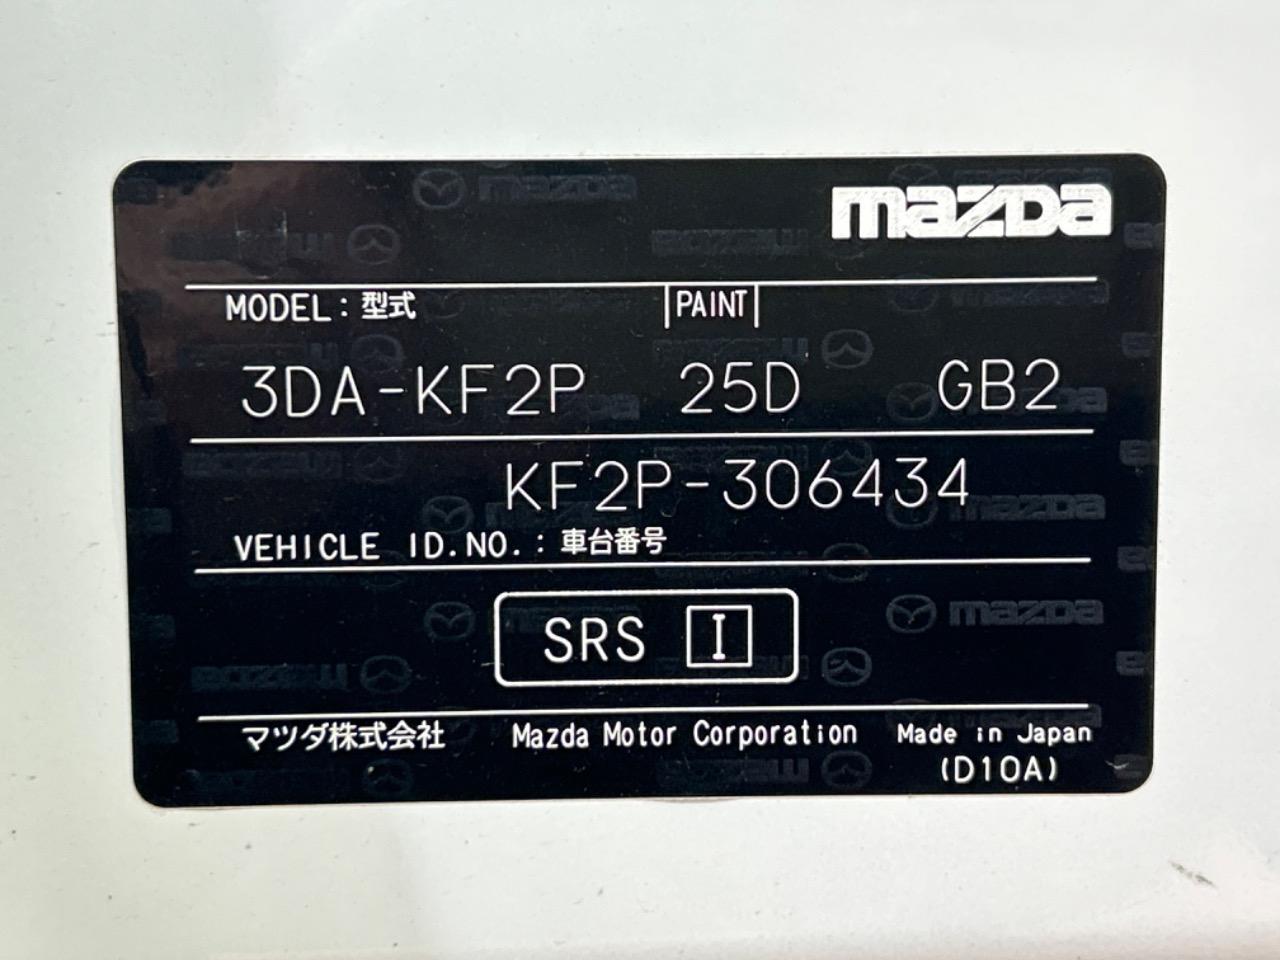 mazda
MODEL: 型式 PAINT
3DA-KF2P 25D GB2
KF2P-306434
VEHICLE ID.NO.: 車台番号
SRS I
マツダ株式会社 Mazda Motor Corporation Made in Japan
(D10A)